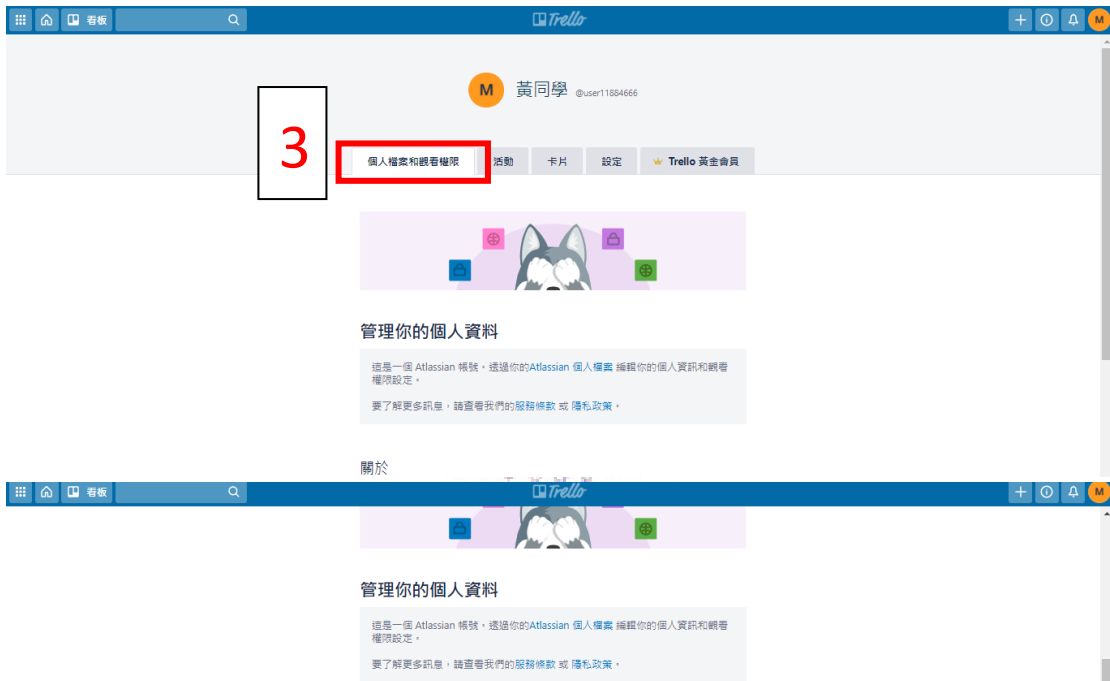 看板
Trello
M
M 黃同學 @user11884666
3
個人檔案和觀看權限 活動 卡片 設定 Trello 黃金會員
管理你的個人資料
這是一個 Atlassian 帳號。透過你的Atlassian 個人檔案 編輯你的個人資訊和觀看
權限設定。
要了解更多訊息，請查看我們的服務條款 或 隱私政策。
關於
看板
Trello
M
管理你的個人資料
這是一個 Atlassian 帳號。透過你的Atlassian 個人檔案 編輯你的個人資訊和觀看
權限設定。
要了解更多訊息，請查看我們的服務條款 或 隱私政策。